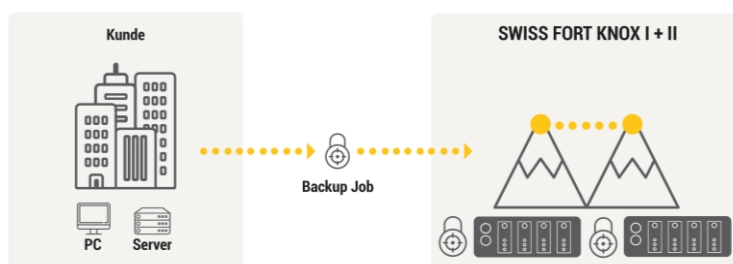 Kunde
SWISS FORT KNOX I + II
Backup Job
PC
Server